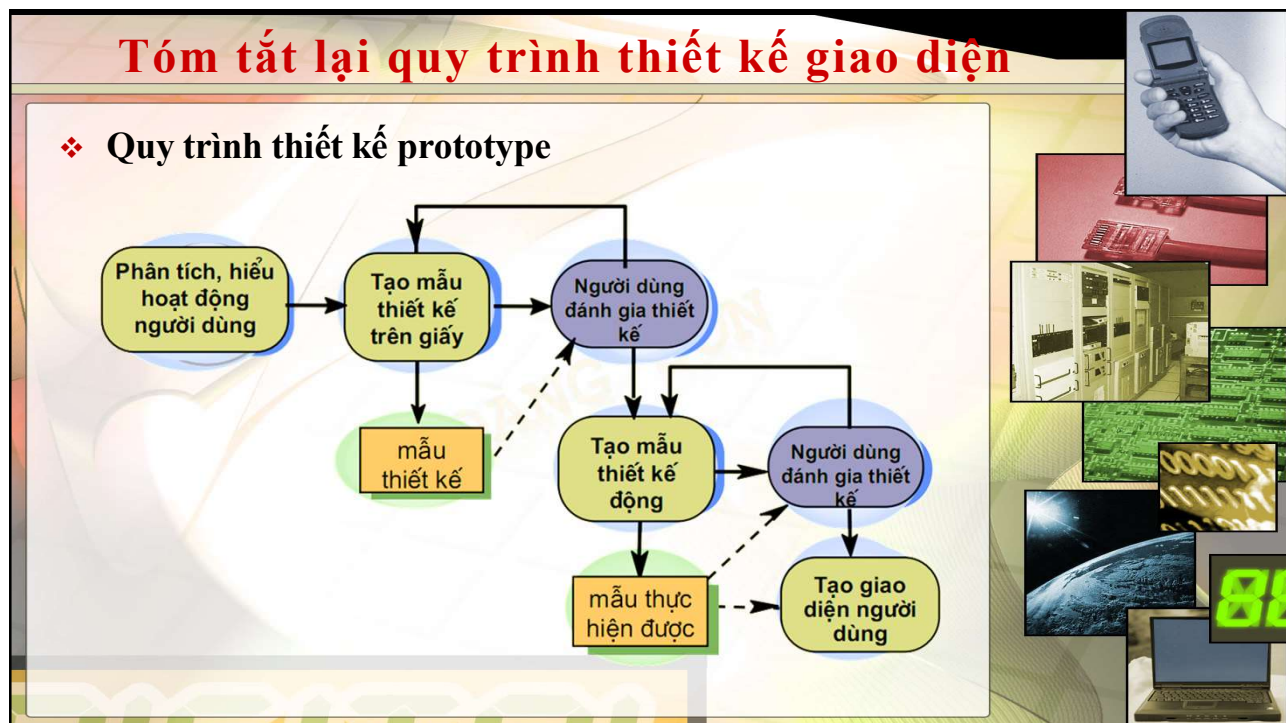 Tóm tắt lại quy trình thiết kế giao diện
❖ Quy trình thiết kế prototype
Phân tích, hiểu
hoạt động
người dùng
Tạo mẫu
thiết kế
trên giấy
Người dùng
đánh gia thiết
kế
mẫu
thiết kế
Tạo mẫu
thiết kế
động
Người dùng
đánh gia thiết
kế
mẫu thực
hiện được
Tạo giao
diện người
dùng